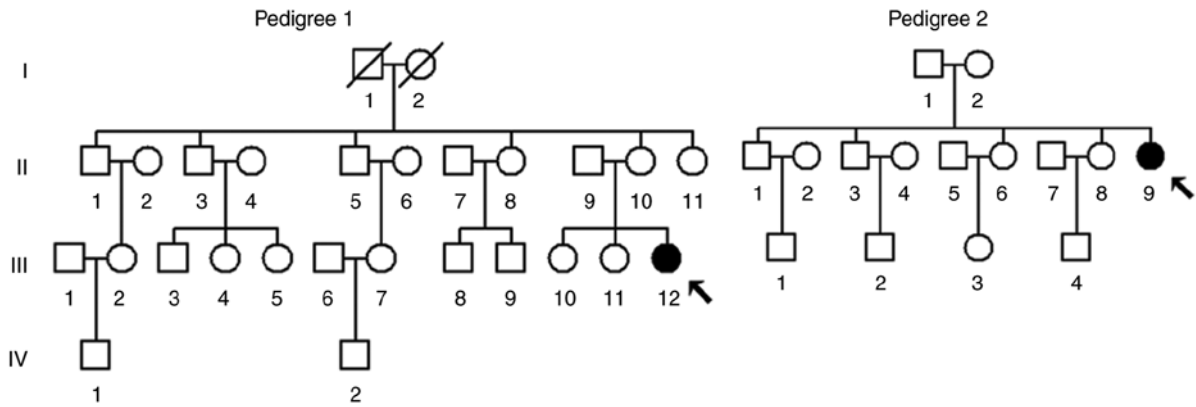 Pedigree 1
Pedigree 2
I
1 2
1 2
II
1 2 3 4 5 6 7 8 9 10 11
1 2 3 4 5 6 7 8 9
III
1 2 3 4 5 6 7 8 9 10 11 12
1 2 3 4
IV
1 2